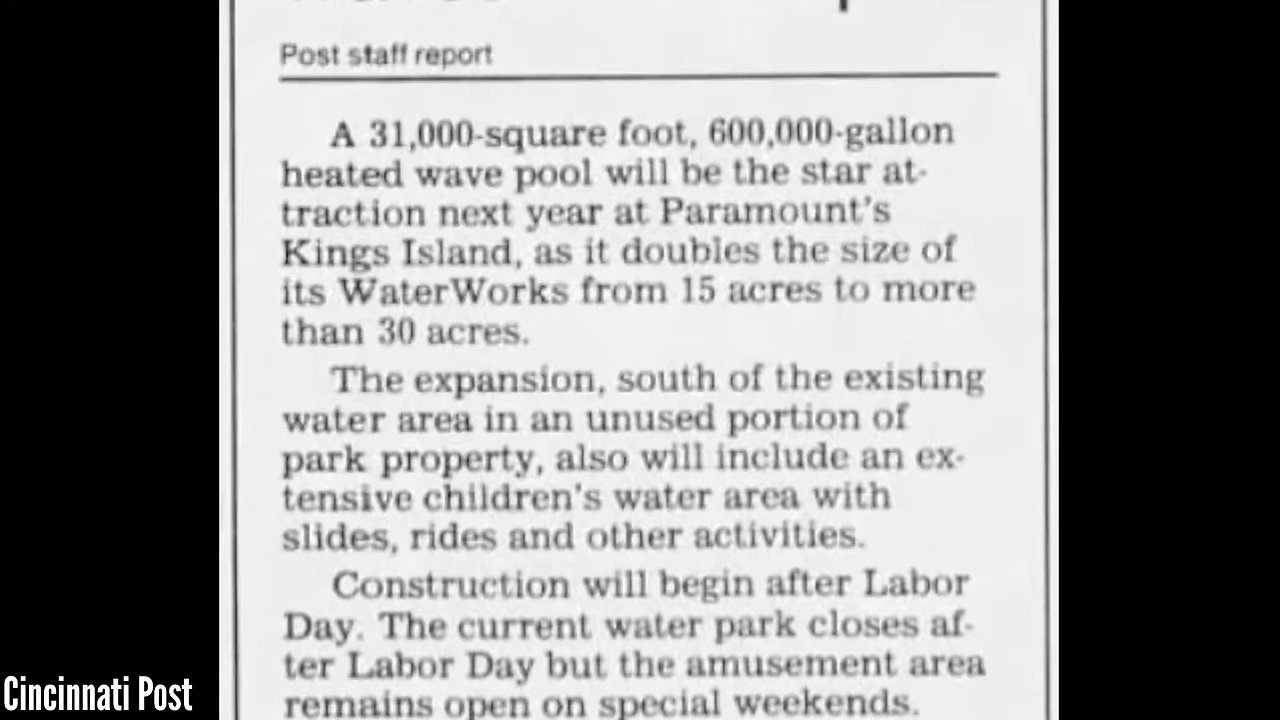 Post staff report
A 31,000-square foot, 600,000-gallon
heated wave pool will be the star at-
traction next year at Paramount's
Kings Island, as it doubles the size of
its WaterWorks from 15 acres to more
than 30 acres.
The expansion, south of the existing
water area in an unused portion of
park property, also will include an ex-
tensive children's water area with
slides, rides and other activities.
Construction will begin after Labor
Day. The current water park closes af-
ter Labor Day but the amusement area
remains open on special weekends.
Cincinnati Post